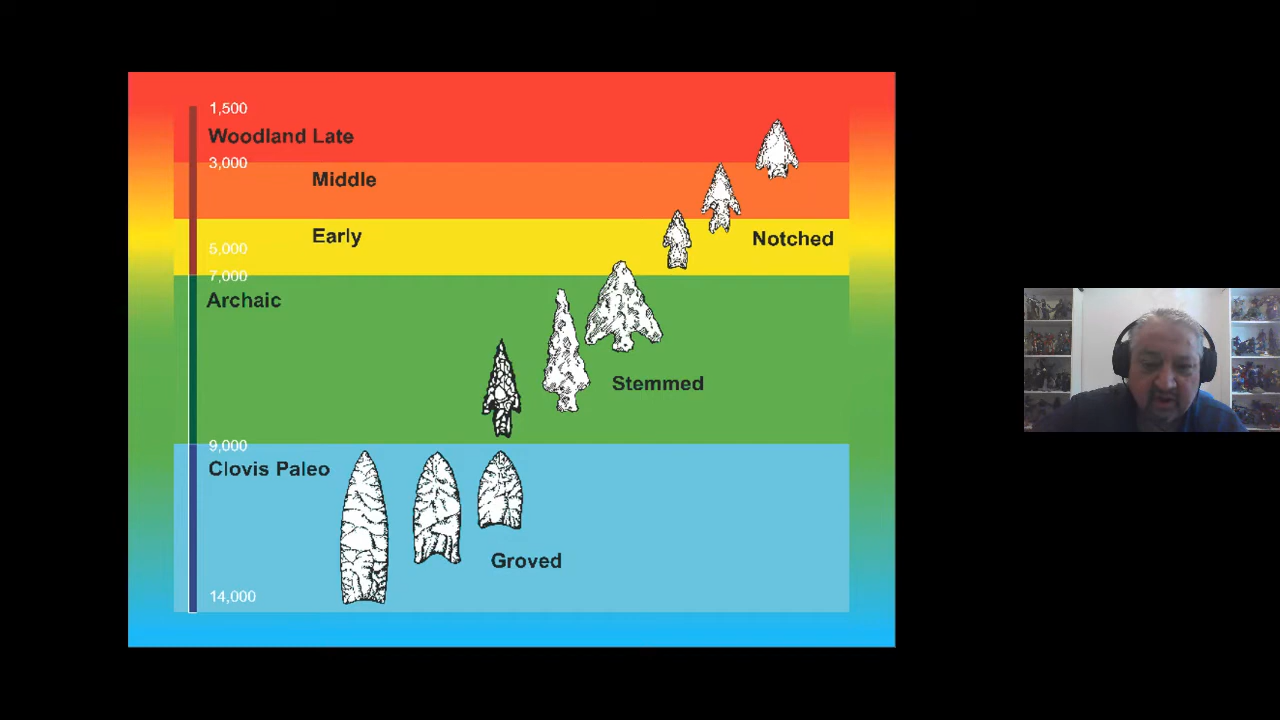 1,500
Woodland Late
3,000
Middle
Early
Notched
5,000
7,000
Archaic
Stemmed
9,000
Clovis Paleo
Groved
14,000